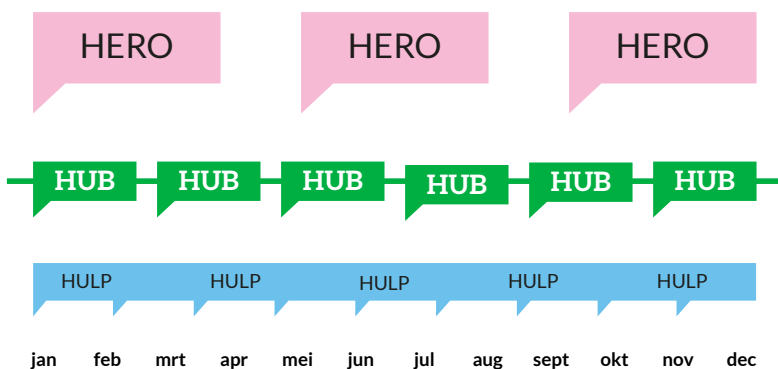 HERO HERO HERO
HUB HUB HUB HUB HUB HUB
HULP HULP HULP HULP HULP
jan feb mrt apr mei jun jul aug sept okt nov dec